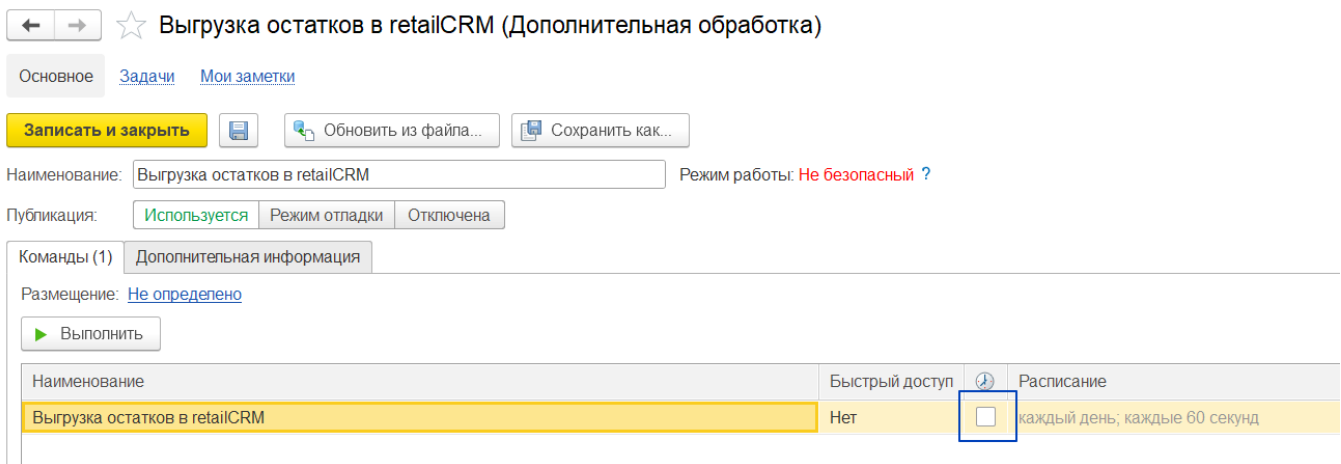 Выгрузка остатков в retailCRM (Дополнительная обработка)
Основное Задачи Мои заметки
Записать и закрыть Обновить из файла... Сохранить как...
Наименование: Выгрузка остатков в retailCRM Режим работы: Не безопасный ?
Публикация: Используется Режим отладки Отключена
Команды (1) Дополнительная информация
Размещение: Не определено
Выполнить
Наименование Быстрый доступ Расписание
Выгрузка остатков в retailCRM Нет каждый день; каждые 60 секунд